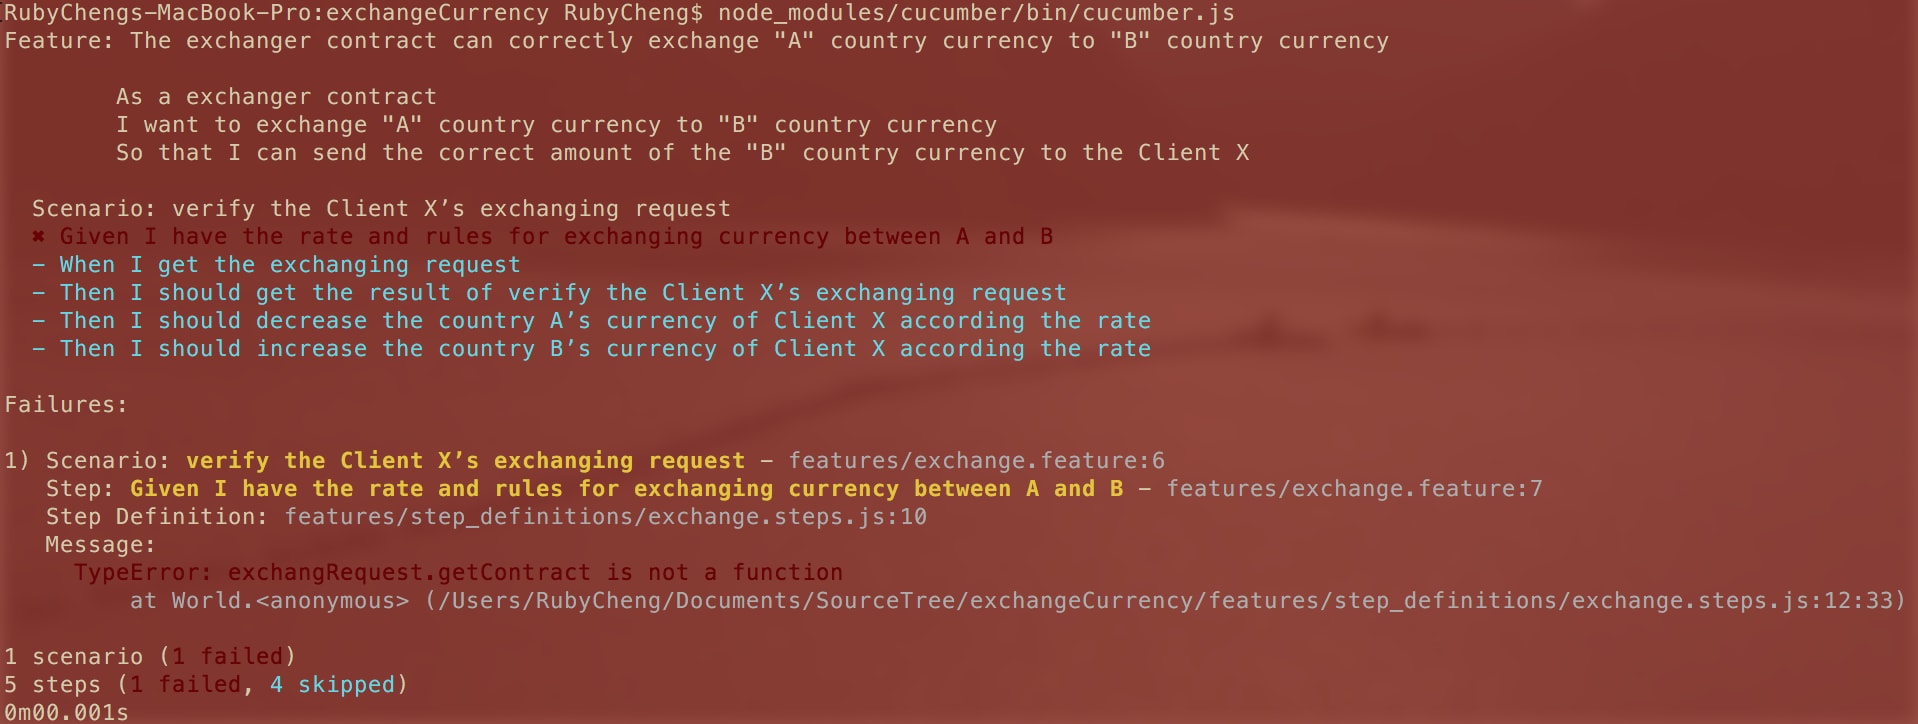 RubyChengs-MacBook-Pro:exchangeCurrency RubyCheng$ node_modules/cucumber/bin/cucumber.js
Feature: The exchanger contract can correctly exchange "A" country currency to "B" country currency
As a exchanger contract
I want to exchange "A" country currency to "B" country currency
So that I can send the correct amount of the "B" country currency to the Client X
Scenario: verify the Client X’s exchanging request
✖ Given I have the rate and rules for exchanging currency between A and B
- When I get the exchanging request
- Then I should get the result of verify the Client X’s exchanging request
- Then I should decrease the country A’s currency of Client X according the rate
- Then I should increase the country B’s currency of Client X according the rate
Failures:
1) Scenario: verify the Client X’s exchanging request - features/exchange.feature:6
Step: Given I have the rate and rules for exchanging currency between A and B - features/exchange.feature:7
Step Definition: features/step_definitions/exchange.steps.js:10
Message:
TypeError: exchangRequest.getContract is not a function
at World.<anonymous> (/Users/RubyCheng/Documents/SourceTree/exchangeCurrency/features/step_definitions/exchange.steps.js:12:33)
1 scenario (1 failed)
5 steps (1 failed, 4 skipped)
0m00.001s